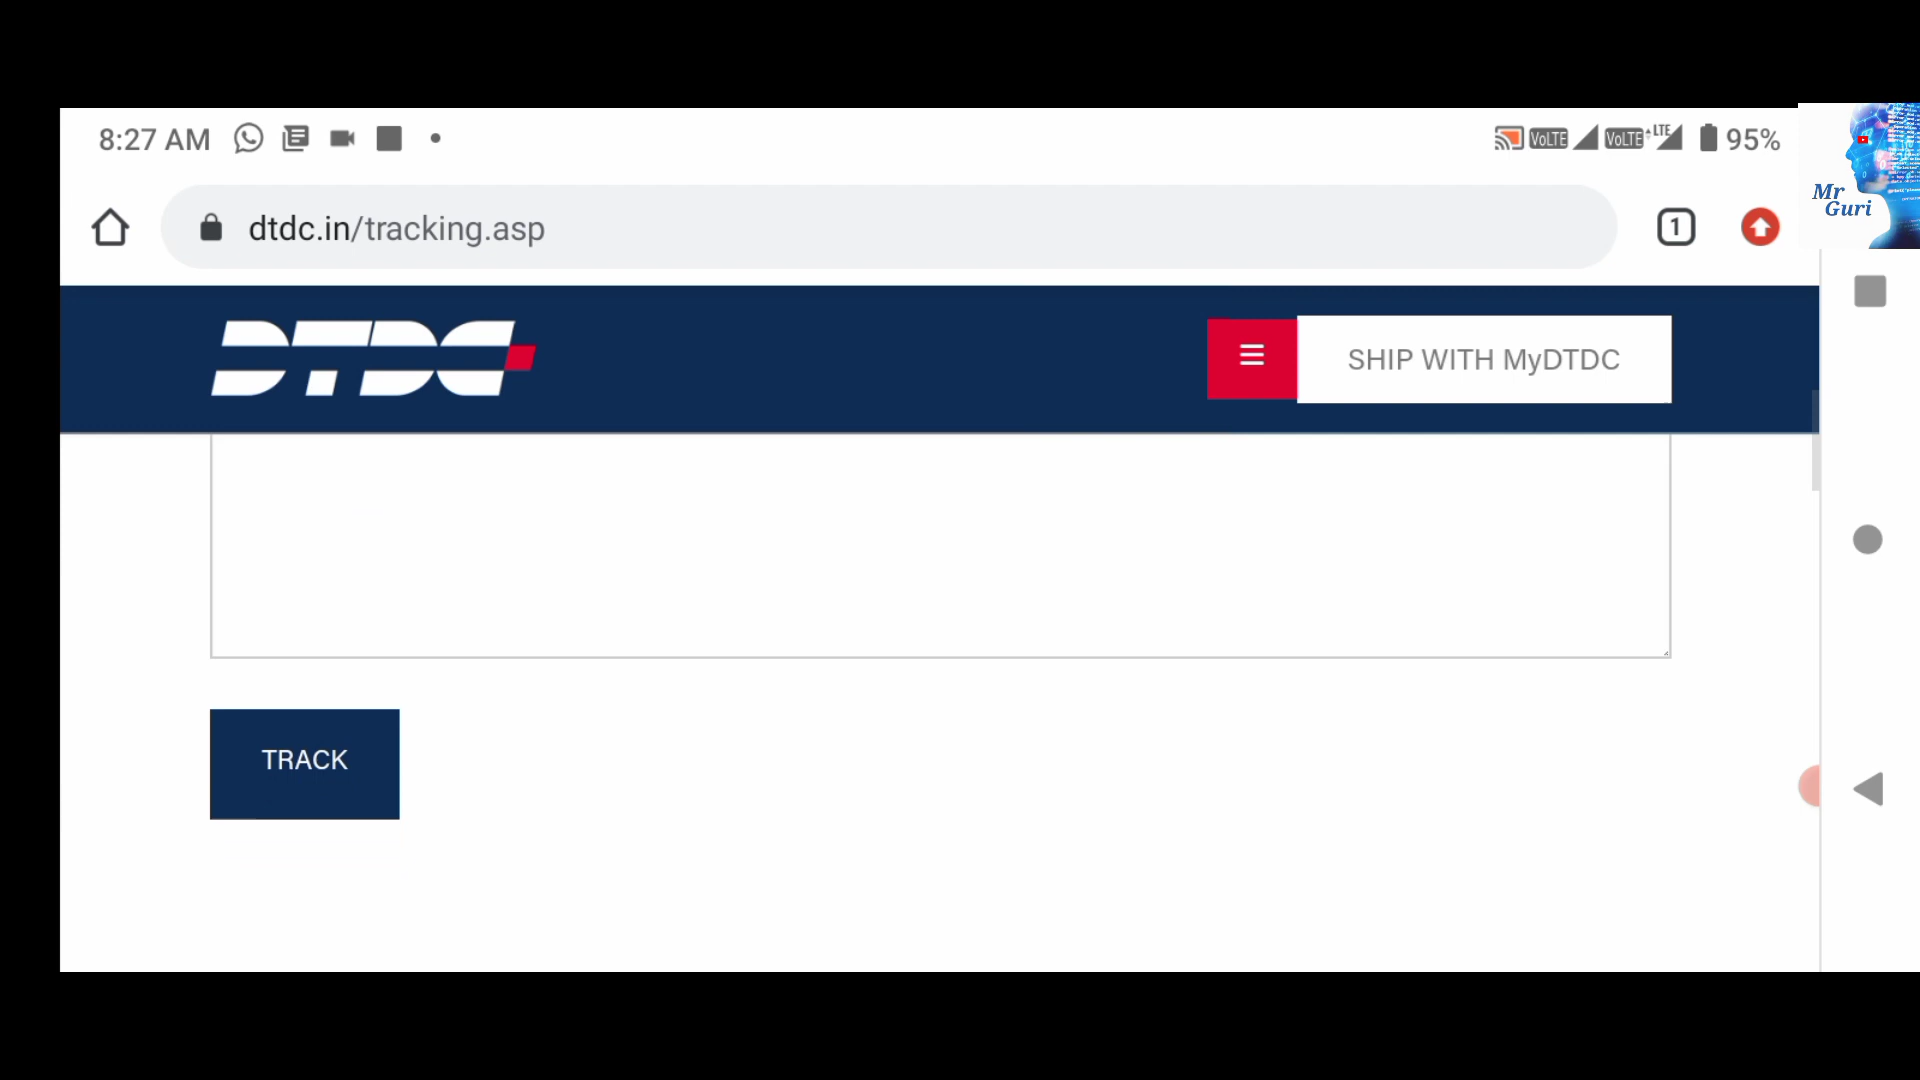 8:27 AM
VoLTE VoLTE LTE 95%
Mr
Guri
dtdc.in/tracking.asp
1
DTDC
SHIP WITH MyDTDC
TRACK